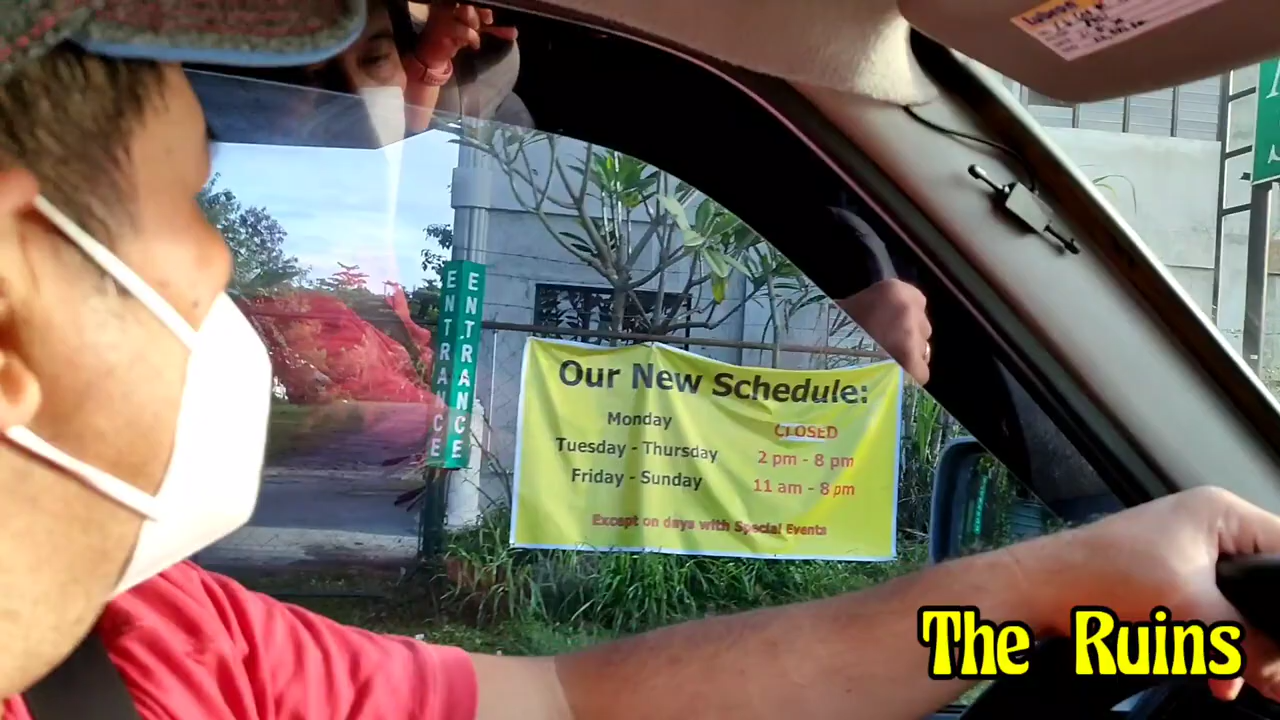 ENTRANCE
ENTRANCE
Our New Schedule:
Monday CLOSED
Tuesday - Thursday 2 pm - 8 pm
Friday - Sunday 11 am - 8 pm
Except on days with Special Events
The Ruins